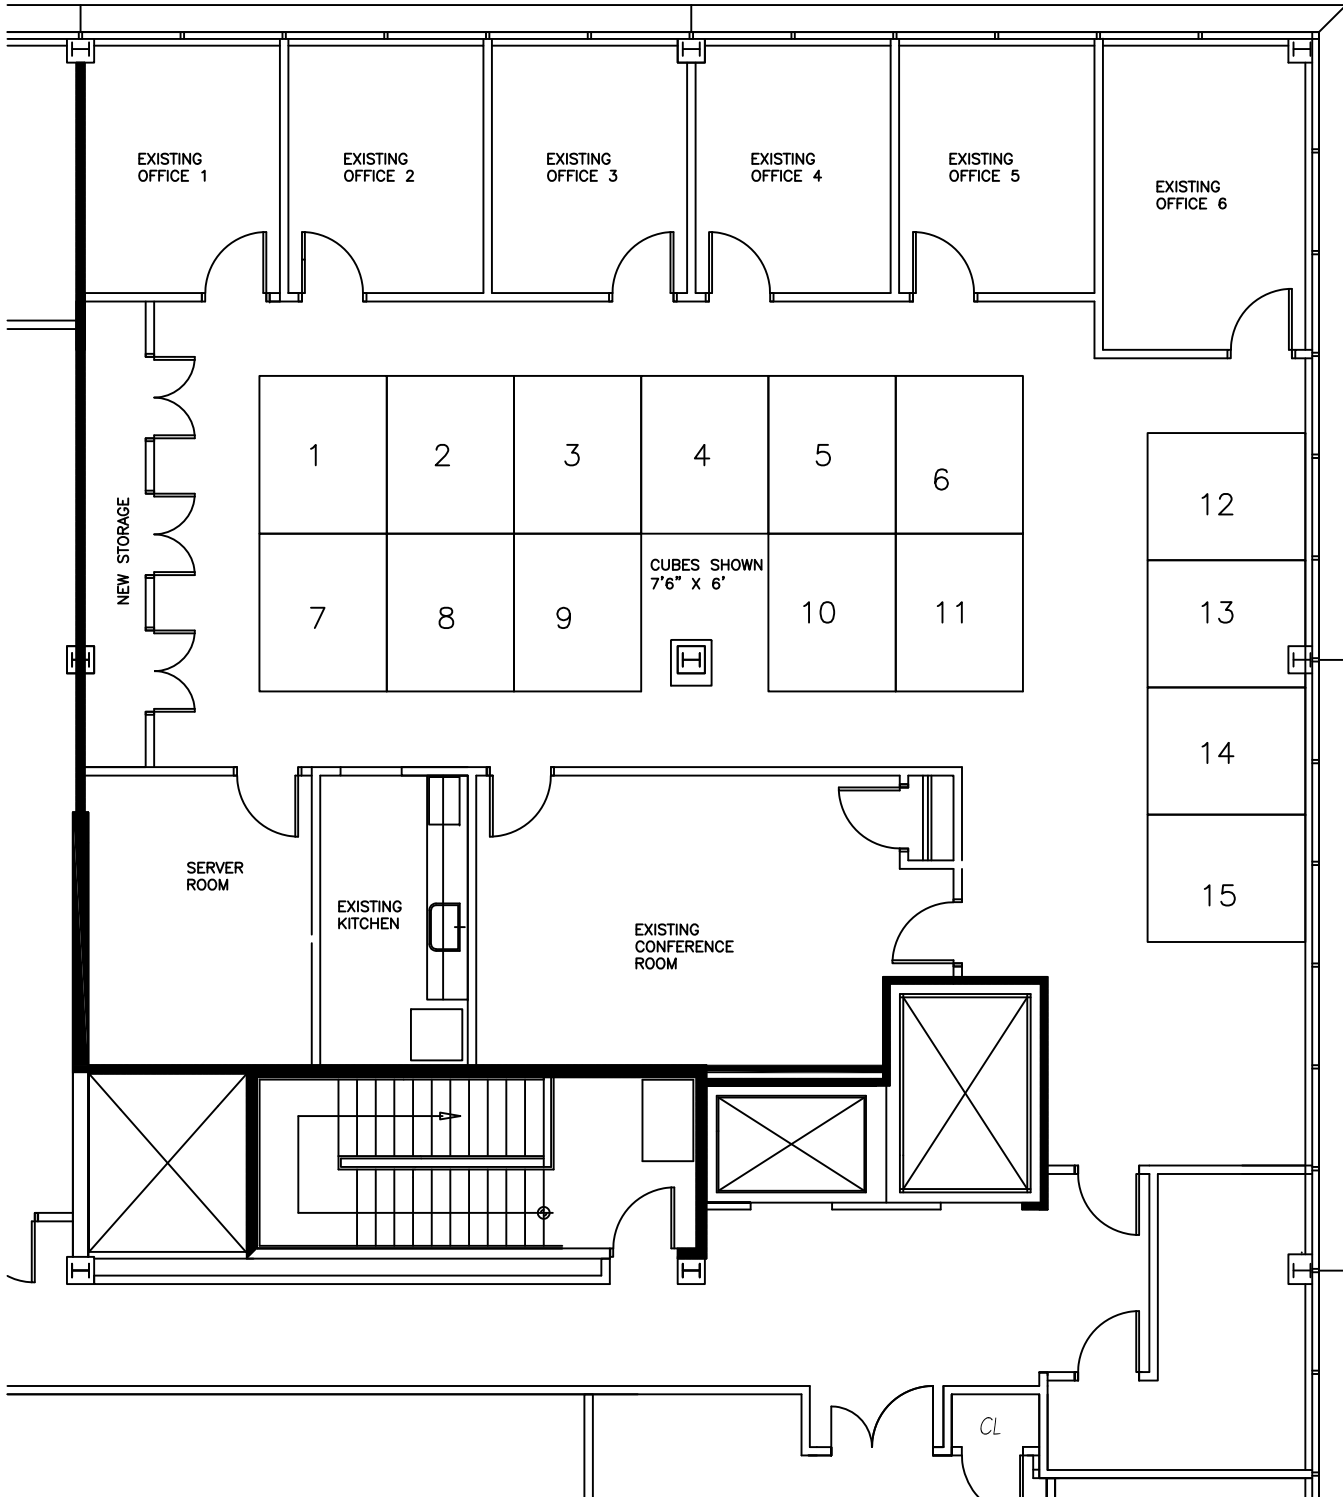 EXISTING
OFFICE 1
EXISTING
OFFICE 2
EXISTING
OFFICE 3
EXISTING
OFFICE 4
EXISTING
OFFICE 5
EXISTING
OFFICE 6
1
2
3
4
5
6
NEW STORAGE
7
8
9
CUBES SHOWN
7'6" X 6'
10
11
12
13
14
15
SERVER
ROOM
EXISTING
KITCHEN
EXISTING
CONFERENCE
ROOM
CL